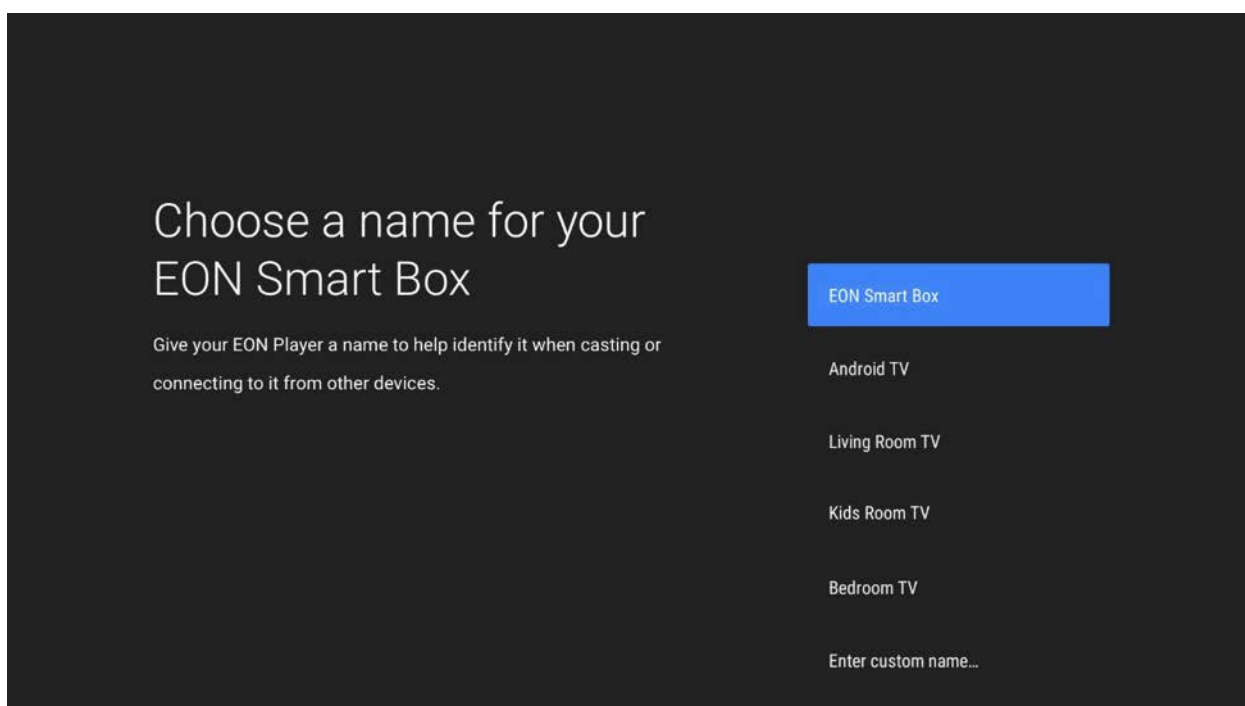 Choose a name for your
EON Smart Box
Give your EON Player a name to help identify it when casting or
connecting to it from other devices.
EON Smart Box
Android TV
Living Room TV
Kids Room TV
Bedroom TV
Enter custom name…